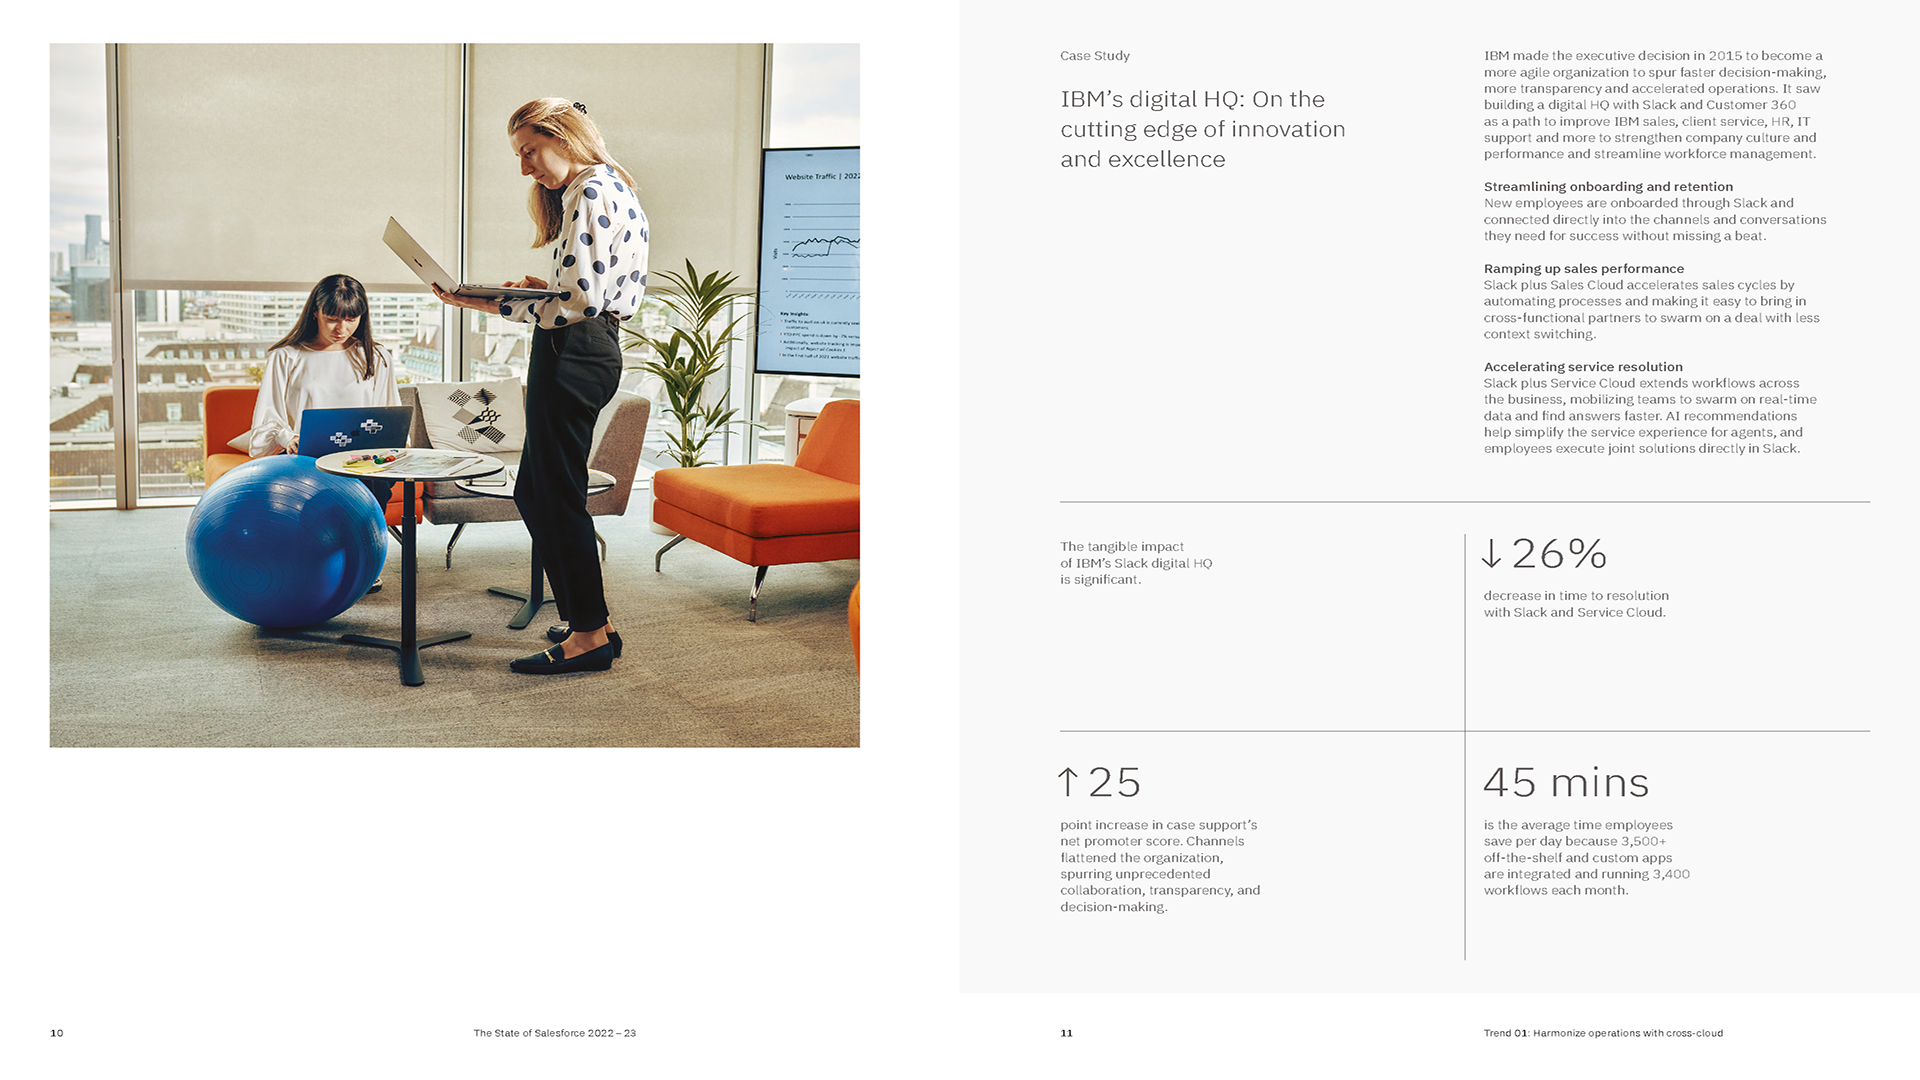 Website Traffic | 2022
Key Insights:
Case Study
IBM’s digital HQ: On the
cutting edge of innovation
and excellence
IBM made the executive decision in 2015 to become a
more agile organization to spur faster decision-making,
more transparency and accelerated operations. It saw
building a digital HQ with Slack and Customer 360
as a path to improve IBM sales, client service, HR, IT
support and more to strengthen company culture and
performance and streamline workforce management.
Streamlining onboarding and retention
New employees are onboarded through Slack and
connected directly into the channels and conversations
they need for success without missing a beat.
Ramping up sales performance
Slack plus Sales Cloud accelerates sales cycles by
automating processes and making it easy to bring in
cross-functional partners to swarm on a deal with less
context switching.
Accelerating service resolution
Slack plus Service Cloud extends workflows across
the business, mobilizing teams to swarm on real-time
data and find answers faster. AI recommendations
help simplify the service experience for agents, and
employees execute joint solutions directly in Slack.
The tangible impact
of IBM’s Slack digital HQ
is significant.
↓26%
decrease in time to resolution
with Slack and Service Cloud.
↑25
point increase in case support’s
net promoter score. Channels
flattened the organization,
spurring unprecedented
collaboration, transparency, and
decision-making.
45 mins
is the average time employees
save per day because 3,500+
off-the-shelf and custom apps
are integrated and running 3,400
workflows each month.
10
The State of Salesforce 2022 – 23
11
Trend 01: Harmonize operations with cross-cloud